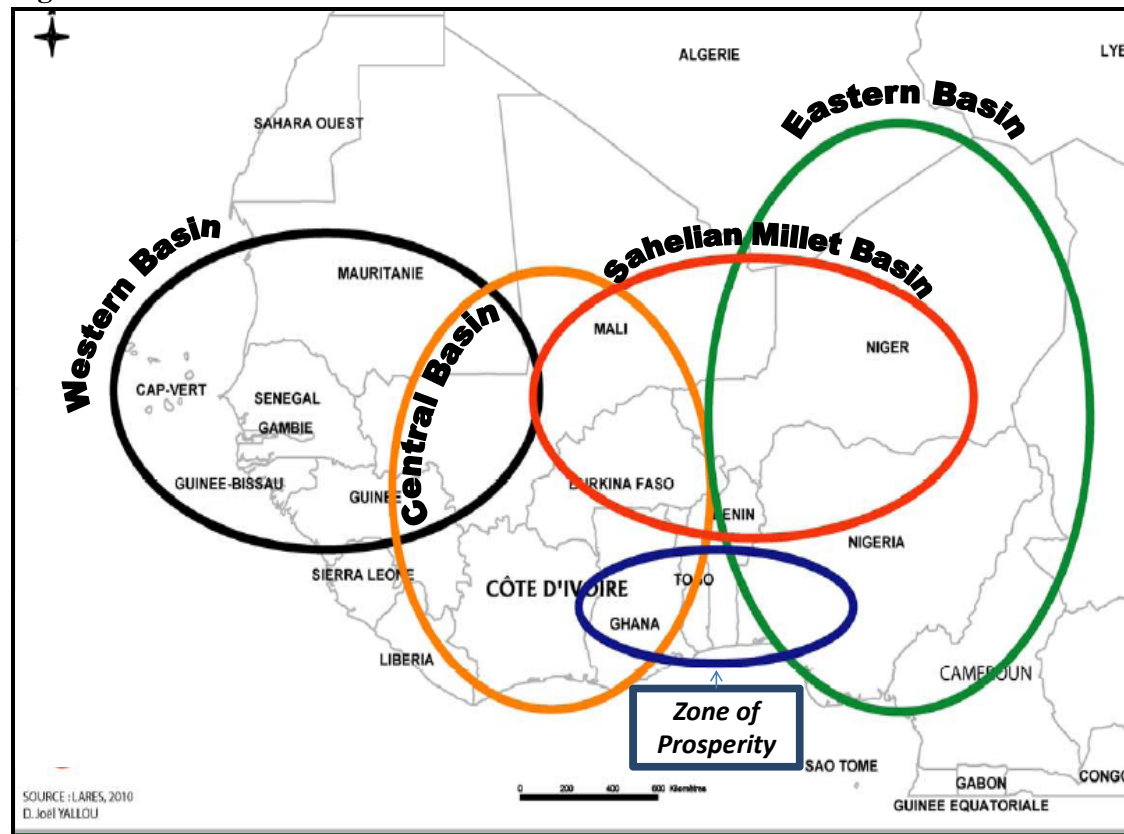 ALGERIE
LYE
Eastern Basin
SAHARA OUEST
Western Basin
Sahelian Millet Basin
MAURITANIE
Central Basin
MALI
NIGER
CAP-VERT
SENEGAL
GAMBIE
GUINEE-BISSAU
GUINEE
BURKINA FASO
BENIN
NIGERIA
SIERRA LEONE
CÔTE D'IVOIRE
TOGO
GHANA
LIBERIA
CAMEROUN
Zone of
Prosperity
SAO TOME
GABON
CONGO
GUINEE EQUATORIALE
0 200 400 600 Kilomètres
SOURCE : LARES, 2010
D. Joël YALLOU